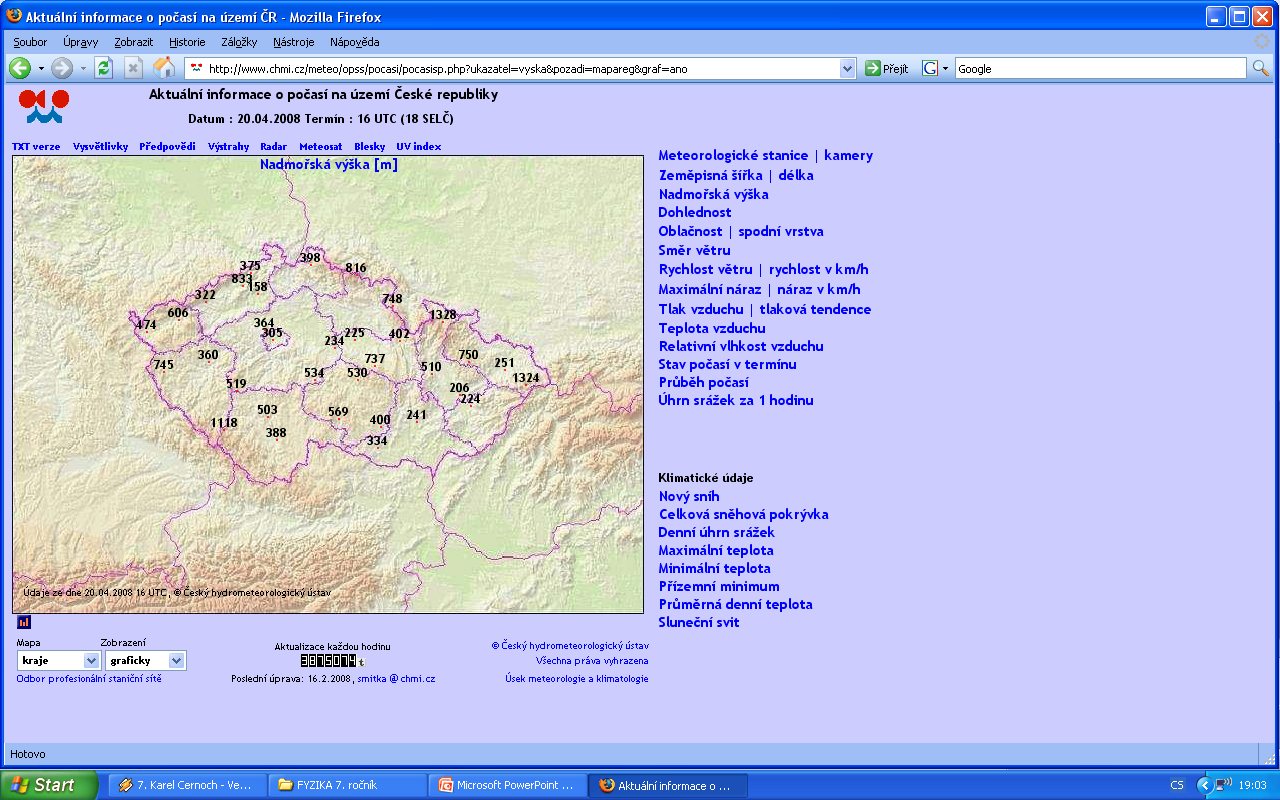 Aktuální informace o počasí na území ČR - Mozilla Firefox
Soubor Úpravy Zobrazit Historie Záložky Nástroje Nápověda
http://www.chmi.cz/meteo/opss/pocasi/pocasisp.php?ukazatel=vyska&pozadi=mapareg&graf=ano Přejít G Google
Aktuální informace o počasí na území České republiky
Datum : 20.04.2008 Termín : 16 UTC (18 SELČ)
TXT verze Vysvětlivky Předpovědi Výstrahy Radar Meteosat Blesky UV index
Nadmořská výška [m]
398
375 816
833
158
322 748
606 1328
474 364
305 225 402
234
360 737 750
745 251
534 530 510 1324
519 206
224
503 569 241
1118 400
388 334
Údaje ze dne 20.04.2008 16 UTC , © Český hydrometeorologický ústav
Meteorologické stanice | kamery
Zeměpisná šířka | délka
Nadmořská výška
Dohlednost
Oblačnost | spodní vrstva
Směr větru
Rychlost větru | rychlost v km/h
Maximální náraz | náraz v km/h
Tlak vzduchu | tlaková tendence
Teplota vzduchu
Relativní vlhkost vzduchu
Stav počasí v termínu
Průběh počasí
Úhrn srážek za 1 hodinu
Klimatické údaje
Nový sníh
Celková sněhová pokrývka
Denní úhrn srážek
Maximální teplota
Minimální teplota
Přízemní minimum
Průměrná denní teplota
Sluneční svit
Mapa Zobrazení
kraje graficky
Odbor profesionální staniční sítě
Aktualizace každou hodinu
3075074 t
Poslední úprava: 16.2.2008, smitka @ chmi.cz
© Český hydrometeorologický ústav
Všechna práva vyhrazena
Úsek meteorologie a klimatologie
Hotovo
Start 7. Karel Cernoch - Ve... FYZIKA 7. ročník Microsoft PowerPoint ... Aktuální informace o ... CS 19:03